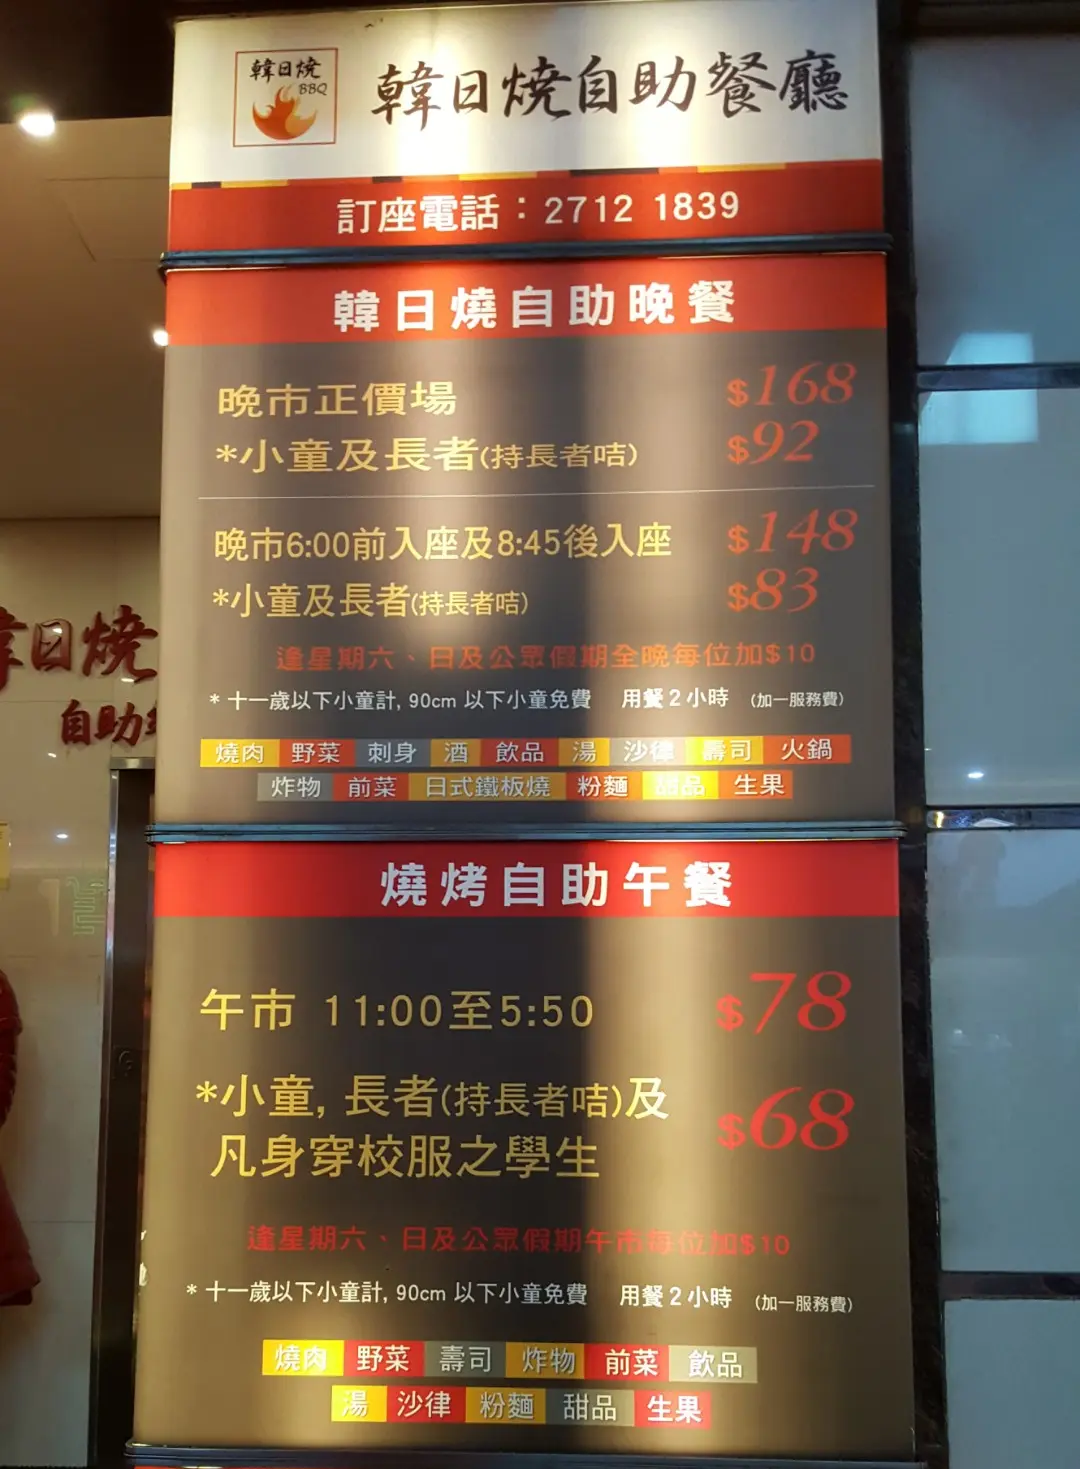 韓日燒
BBQ
韓日燒自助餐廳
訂座電話：2712 1839
韓日燒自助晚餐
晚市正價場 $168
*小童及長者(持長者咭) $92
晚市6:00前入座及8:45後入座 $148
*小童及長者(持長者咭) $83
逢星期六、日及公眾假期全晚每位加$10
* 十一歲以下小童計, 90cm 以下小童免費 用餐 2 小時 (加一服務費)
燒肉 野菜 刺身 酒 飲品 湯 沙律 壽司 火鍋
炸物 前菜 日式鐵板燒 粉麵 甜品 生果
燒烤自助午餐
午市 11:00至5:50 $78
*小童, 長者(持長者咭)及
凡身穿校服之學生 $68
逢星期六、日及公眾假期午市每位加$10
* 十一歲以下小童計, 90cm 以下小童免費 用餐 2 小時 (加一服務費)
燒肉 野菜 壽司 炸物 前菜 飲品
湯 沙律 粉麵 甜品 生果
韓日燒
自助